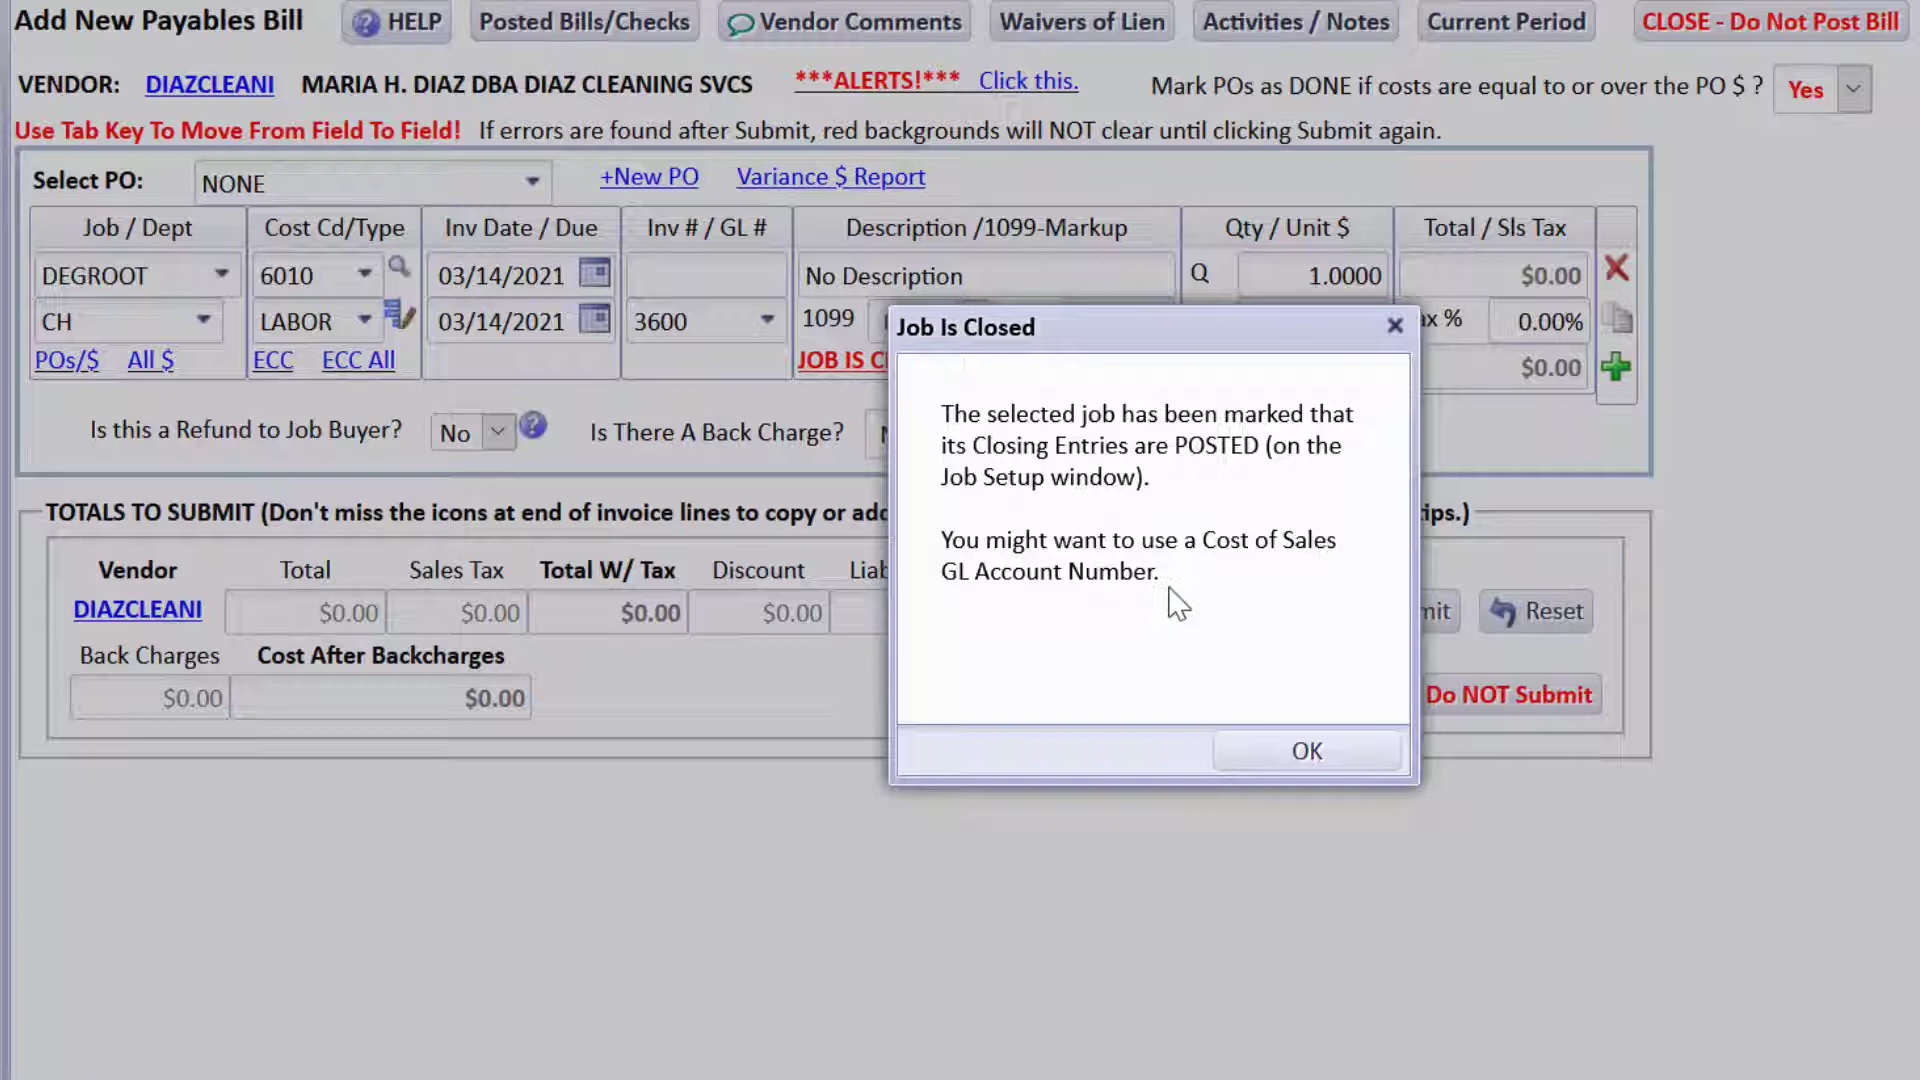 Add New Payables Bill HELP Posted Bills/Checks Vendor Comments Waivers of Lien Activities / Notes Current Period CLOSE - Do Not Post Bill
VENDOR: DIAZCLEANI MARIA H. DIAZ DBA DIAZ CLEANING SVCS ***ALERTS!*** Click this. Mark POs as DONE if costs are equal to or over the PO $ ? Yes
Use Tab Key To Move From Field To Field! If errors are found after Submit, red backgrounds will NOT clear until clicking Submit again.
Select PO: NONE +New PO Variance $ Report
Job / Dept Cost Cd/Type Inv Date / Due Inv # / GL # Description /1099-Markup Qty / Unit $ Total / Sls Tax
DEGROOT 6010 03/14/2021 No Description Q 1.0000 $0.00
CH LABOR 03/14/2021 3600 1099 ax % 0.00%
POs/$ All $ ECC ECC All JOB IS C $0.00
Is this a Refund to Job Buyer? No Is There A Back Charge?
Job Is Closed
The selected job has been marked that
its Closing Entries are POSTED (on the
Job Setup window).
You might want to use a Cost of Sales
GL Account Number.
OK
TOTALS TO SUBMIT (Don't miss the icons at end of invoice lines to copy or add ips.)
Vendor Total Sales Tax Total W/ Tax Discount Liab
DIAZCLEANI $0.00 $0.00 $0.00 $0.00 mit Reset
Back Charges Cost After Backcharges
$0.00 $0.00 Do NOT Submit